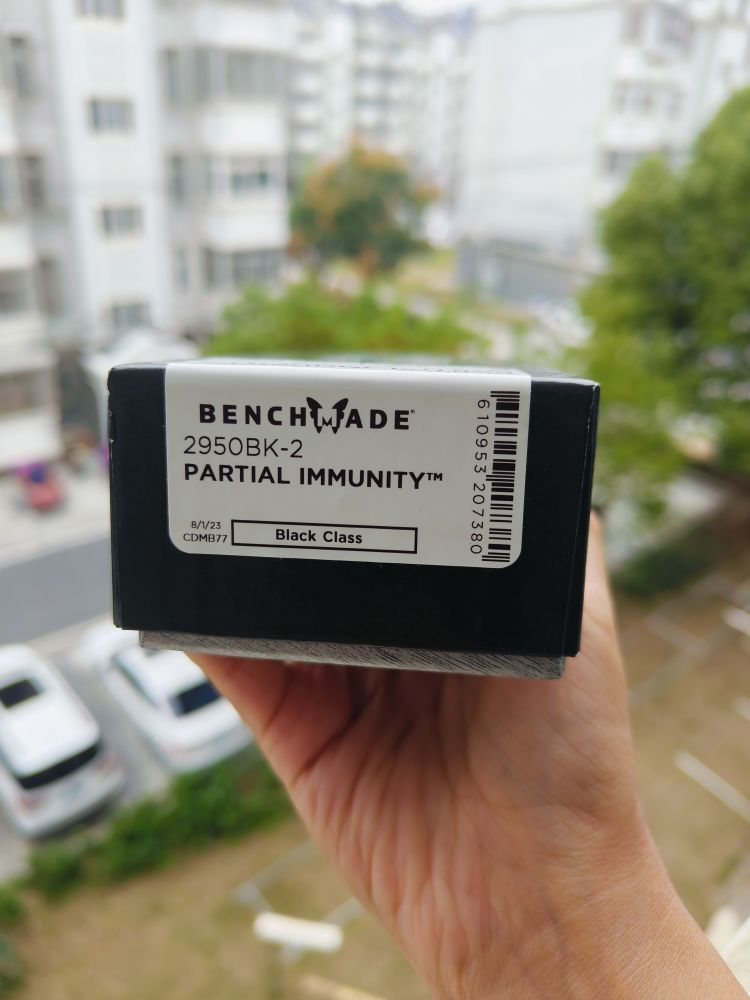 BENCHMADE®
2950BK-2
PARTIAL IMMUNITY™
8/1/23
CDMB77
Black Class
610953 207380